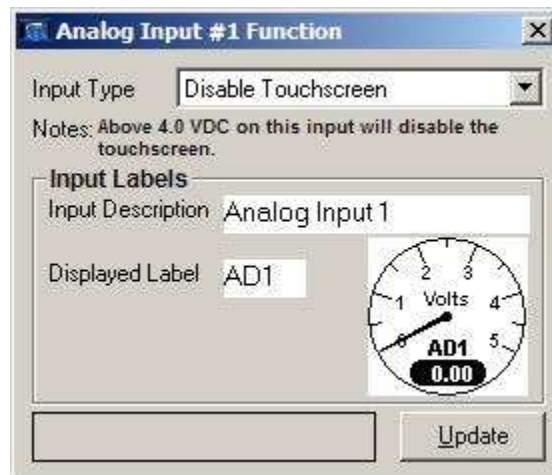 Analog Input #1 Function
Input Type Disable Touchscreen
Notes: Above 4.0 VDC on this input will disable the
touchscreen.
Input Labels
Input Description Analog Input 1
Displayed Label AD1
0 1 2 3 4 5
Volts
AD1
0.00
Update